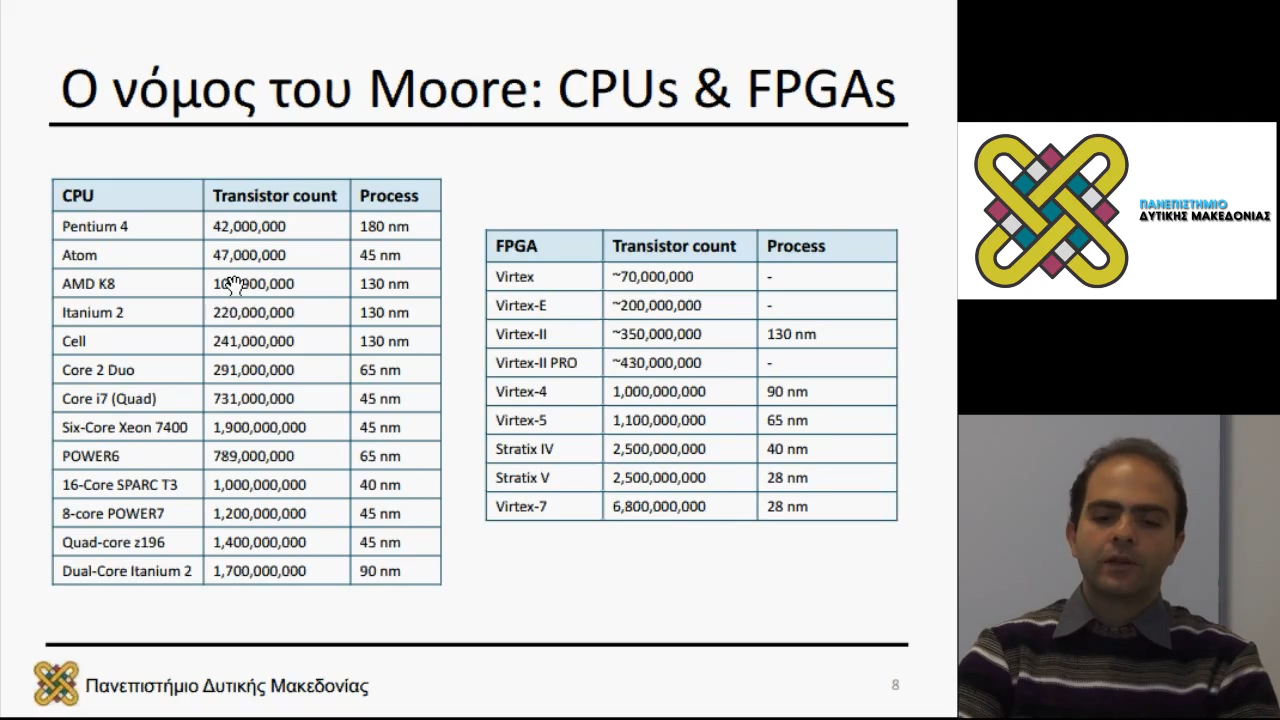 Ο νόμος του Moore: CPUs & FPGAs
CPU Transistor count Process
Pentium 4 42,000,000 180 nm
Atom 47,000,000 45 nm
AMD K8 130 nm
Itanium 2 220,000,000 130 nm
Cell 241,000,000 130 nm
Core 2 Duo 291,000,000 65 nm
Core i7 (Quad) 731,000,000 45 nm
Six-Core Xeon 7400 1,900,000,000 45 nm
POWER6 789,000,000 65 nm
16-Core SPARC T3 1,000,000,000 40 nm
8-core POWER7 1,200,000,000 45 nm
Quad-core z196 1,400,000,000 45 nm
Dual-Core Itanium 2 1,700,000,000 90 nm
FPGA Transistor count Process
Virtex ~70,000,000 -
Virtex-E ~200,000,000 -
Virtex-II ~350,000,000 130 nm
Virtex-II PRO ~430,000,000 -
Virtex-4 1,000,000,000 90 nm
Virtex-5 1,100,000,000 65 nm
Stratix IV 2,500,000,000 40 nm
Stratix V 2,500,000,000 28 nm
Virtex-7 6,800,000,000 28 nm
Πανεπιστήμιο Δυτικής Μακεδονίας
8
ΠΑΝΕΠΙΣΤΗΜΙΟ
ΔΥΤΙΚΗΣ ΜΑΚΕΔΟΝΙΑΣ